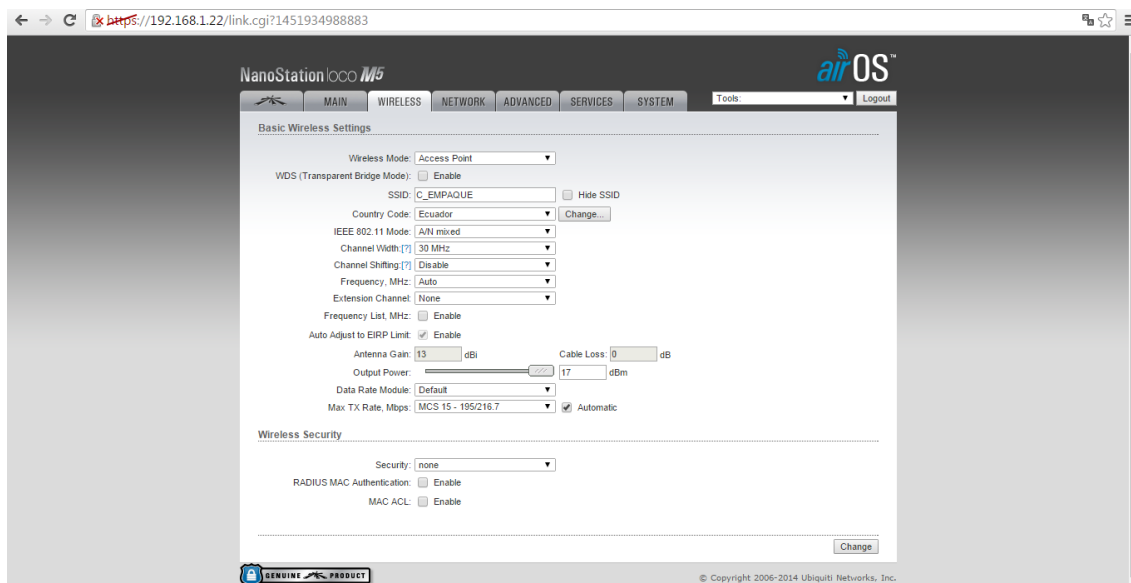 https://192.168.1.22/link.cgi?1451934988883
NanoStation loco M5
airOS™
MAIN WIRELESS NETWORK ADVANCED SERVICES SYSTEM Tools: Logout
Basic Wireless Settings
Wireless Mode: Access Point
WDS (Transparent Bridge Mode): Enable
SSID: C_EMPAQUE Hide SSID
Country Code: Ecuador Change...
IEEE 802.11 Mode: A/N mixed
Channel Width:[?] 30 MHz
Channel Shifting:[?] Disable
Frequency, MHz: Auto
Extension Channel: None
Frequency List, MHz: Enable
Auto Adjust to EIRP Limit: Enable
Antenna Gain: 13 dBi Cable Loss: 0 dB
Output Power: 17 dBm
Data Rate Module: Default
Max TX Rate, Mbps: MCS 15 - 195/216.7 Automatic
Wireless Security
Security: none
RADIUS MAC Authentication: Enable
MAC ACL: Enable
Change
GENUINE PRODUCT
© Copyright 2006-2014 Ubiquiti Networks, Inc.